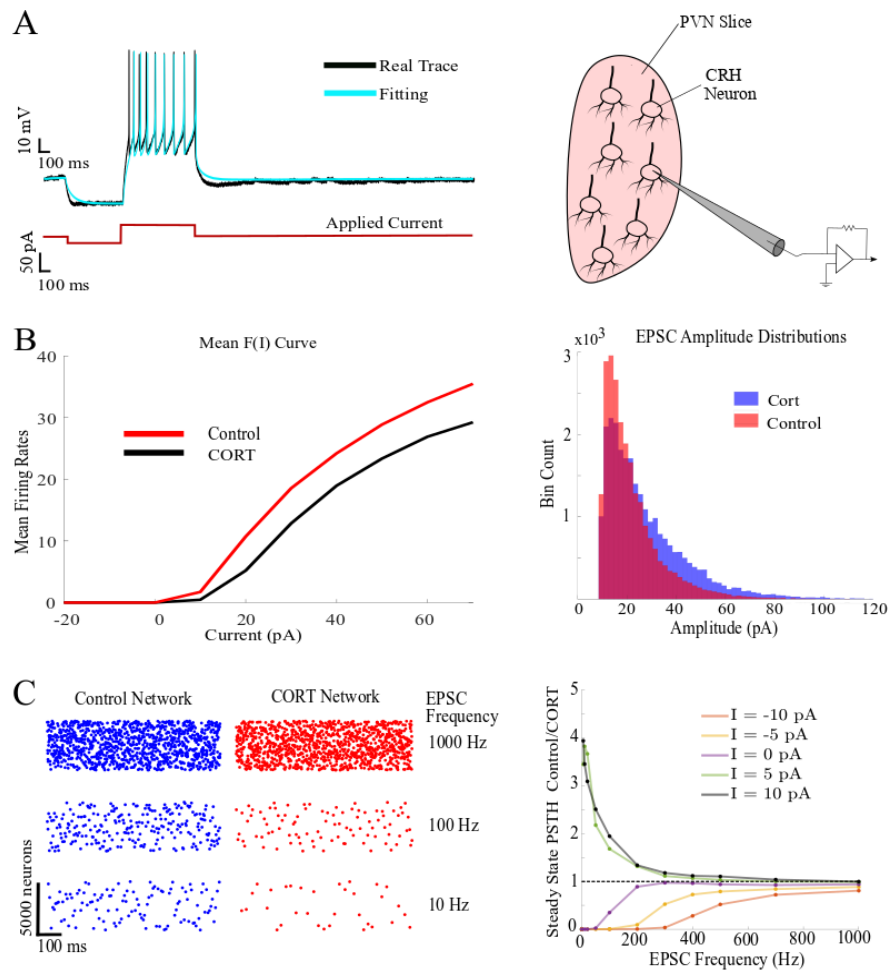 A
10 mV
100 ms
Real Trace
Fitting
Applied Current
50 pA
100 ms
PVN Slice
CRH
Neuron
B
Mean F(I) Curve
Mean Firing Rates
40
30
20
10
0
-20
0
20
40
60
Current (pA)
Control
CORT
EPSC Amplitude Distributions
x10³
Bin Count
3
2
1
0
20
40
60
80
100
120
Amplitude (pA)
Cort
Control
C
Control Network
CORT Network
EPSC
Frequency
1000 Hz
100 Hz
10 Hz
5000 neurons
100 ms
Steady State PSTH Control/CORT
5
4
3
2
1
0
0
200
400
600
800
1000
EPSC Frequency (Hz)
I = -10 pA
I = -5 pA
I = 0 pA
I = 5 pA
I = 10 pA